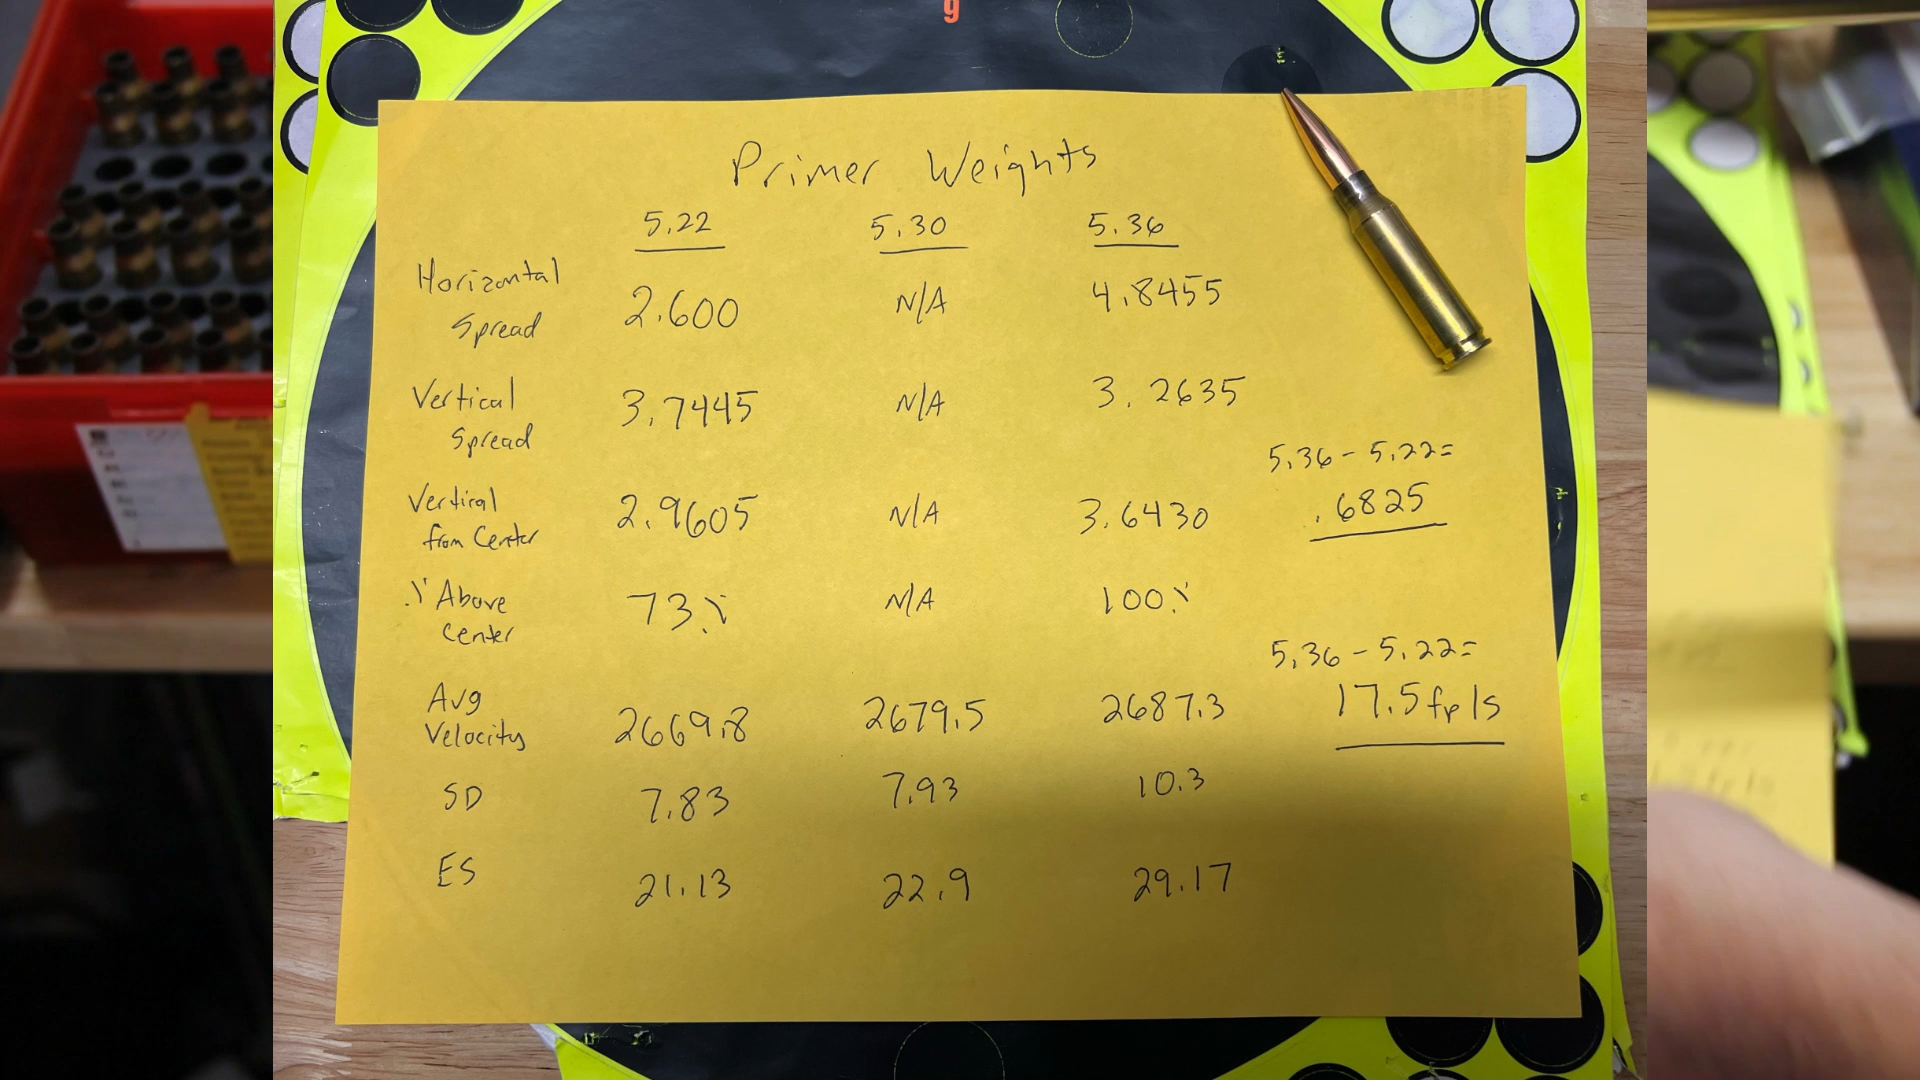 9
Primer Weights
5.22 5.30 5.36
Horizontal
Spread
2.600 N/A 4.8455
Vertical
Spread
3.7445 N/A 3.2635
5.36 - 5.22 =
.6825
Vertical
from Center
2.9605 N/A 3.6430
% Above
Center
73% N/A 100%
5.36 - 5.22 =
17.5 fp/s
Avg
Velocity
2669.8 2679.5 2687.3
SD 7.83 7.93 10.3
ES 21.13 22.9 29.17